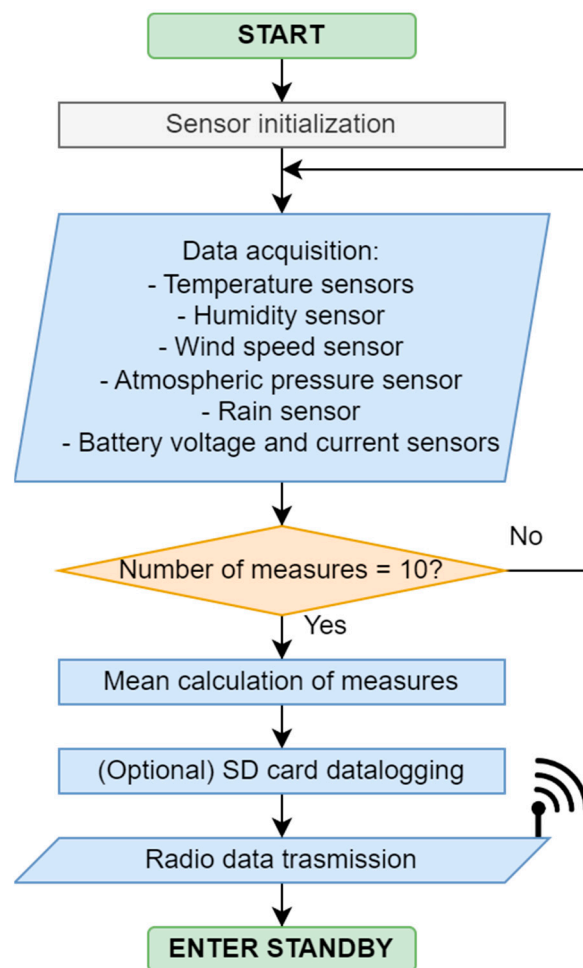 START
Sensor initialization
Data acquisition:
- Temperature sensors
- Humidity sensor
- Wind speed sensor
- Atmospheric pressure sensor
- Rain sensor
- Battery voltage and current sensors
No
Number of measures = 10?
Yes
Mean calculation of measures
(Optional) SD card datalogging
Radio data trasmission
ENTER STANDBY